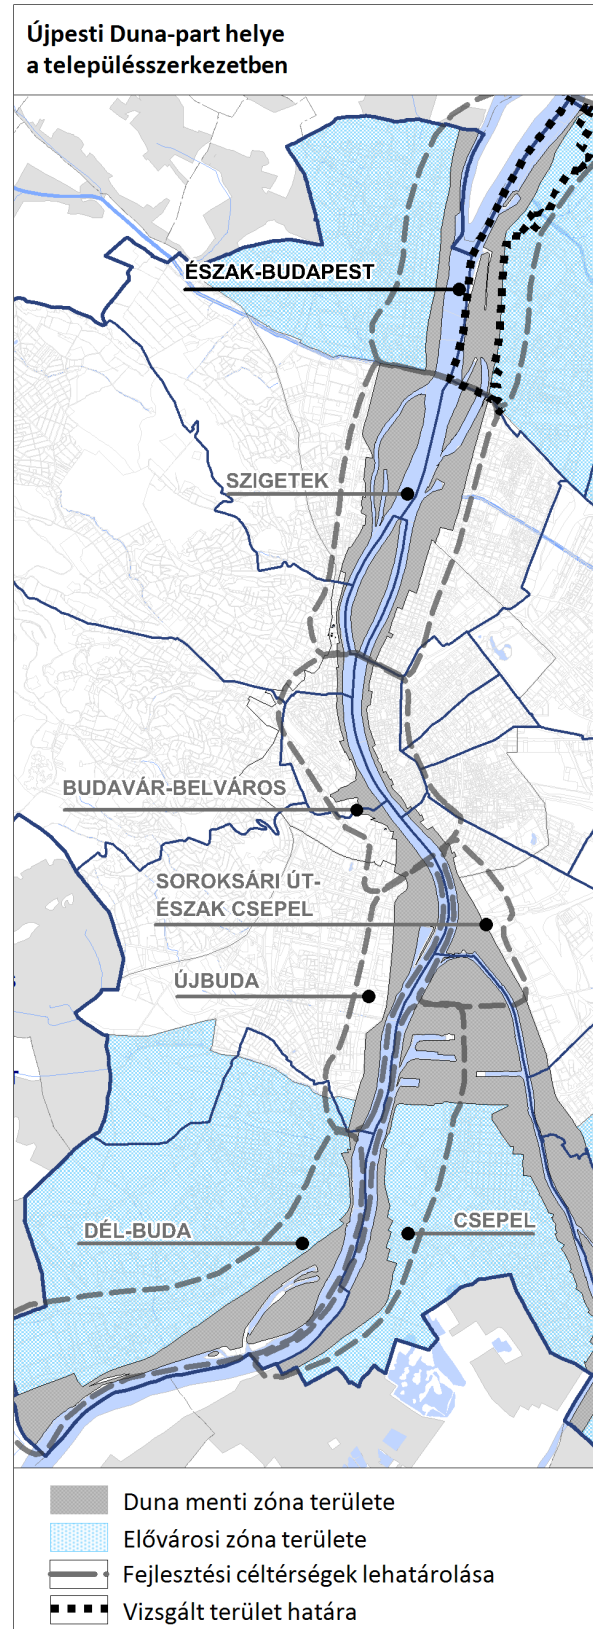 Újpesti Duna-part helye
a településszerkezetben
ÉSZAK-BUDAPEST
SZIGETEK
BUDAVÁR-BELVÁROS
SOROKSÁRI ÚT-
ÉSZAK CSEPEL
ÚJBUDA
DÉL-BUDA
CSEPEL
Duna menti zóna területe
Elővárosi zóna területe
Fejlesztési céltérségek lehatárolása
Vizsgált terület határa